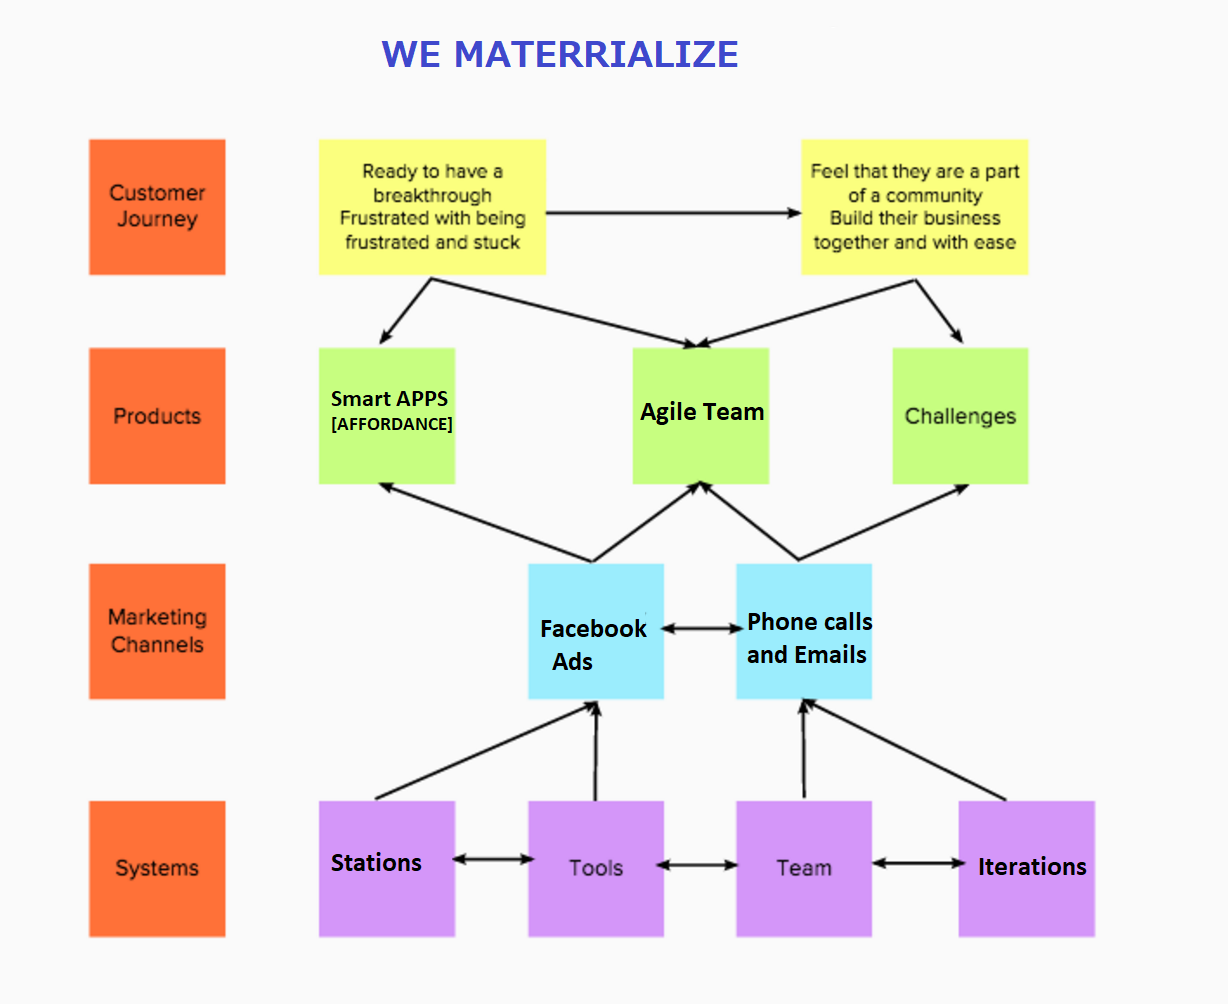 WE MATERRIALIZE
Customer
Journey
Ready to have a
breakthrough
Frustrated with being
frustrated and stuck
Feel that they are a part
of a community
Build their business
together and with ease
Products
Smart APPS
[AFFORDANCE]
Agile Team
Challenges
Marketing
Channels
Facebook
Ads
Phone calls
and Emails
Systems
Stations
Tools
Team
Iterations